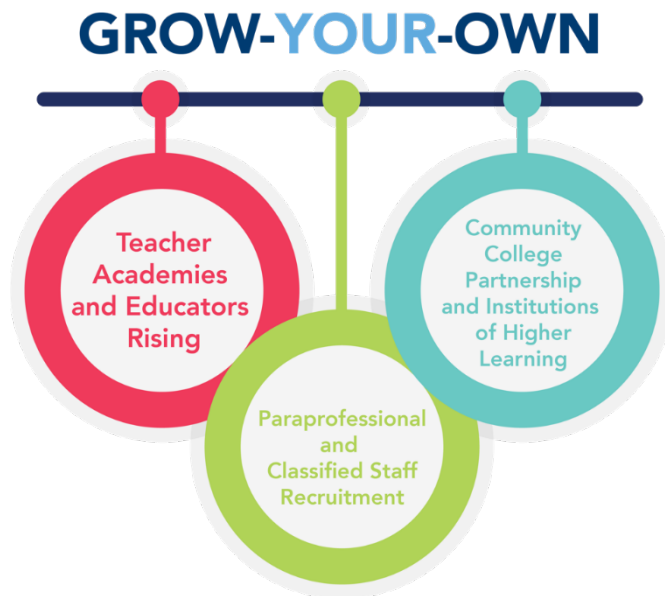 GROW-YOUR-OWN
Teacher
Academies
and Educators
Rising
Paraprofessional
and
Classified Staff
Recruitment
Community
College
Partnership
and Institutions
of Higher
Learning